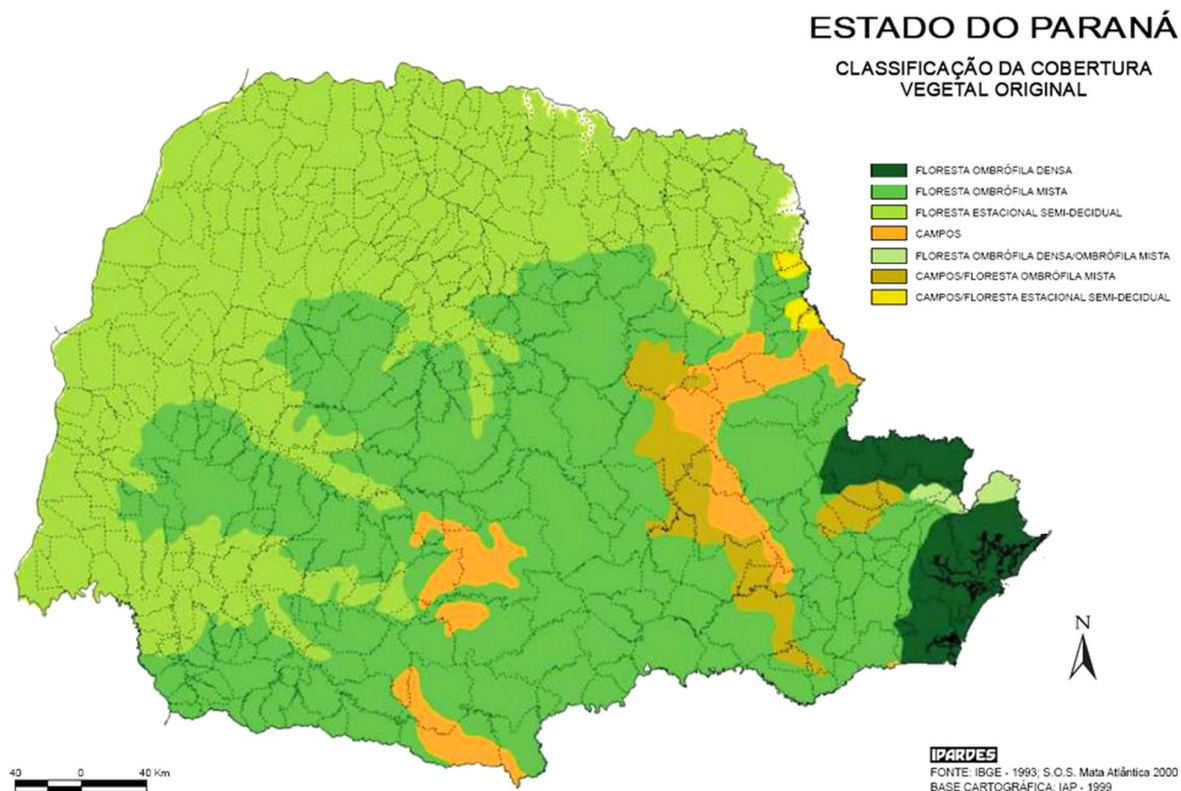 ESTADO DO PARANÁ
CLASSIFICAÇÃO DA COBERTURA
VEGETAL ORIGINAL
FLORESTA OMBRÓFILA DENSA
FLORESTA OMBRÓFILA MISTA
FLORESTA ESTACIONAL SEMI-DECIDUAL
CAMPOS
FLORESTA OMBRÓFILA DENSA/OMBRÓFILA MISTA
CAMPOS/FLORESTA OMBRÓFILA MISTA
CAMPOS/FLORESTA ESTACIONAL SEMI-DECIDUAL
N
40 0 40 Km
IPARDES
FONTE: IBGE - 1993; S.O.S. Mata Atlântica 2000
BASE CARTOGRÁFICA: IAP - 1999